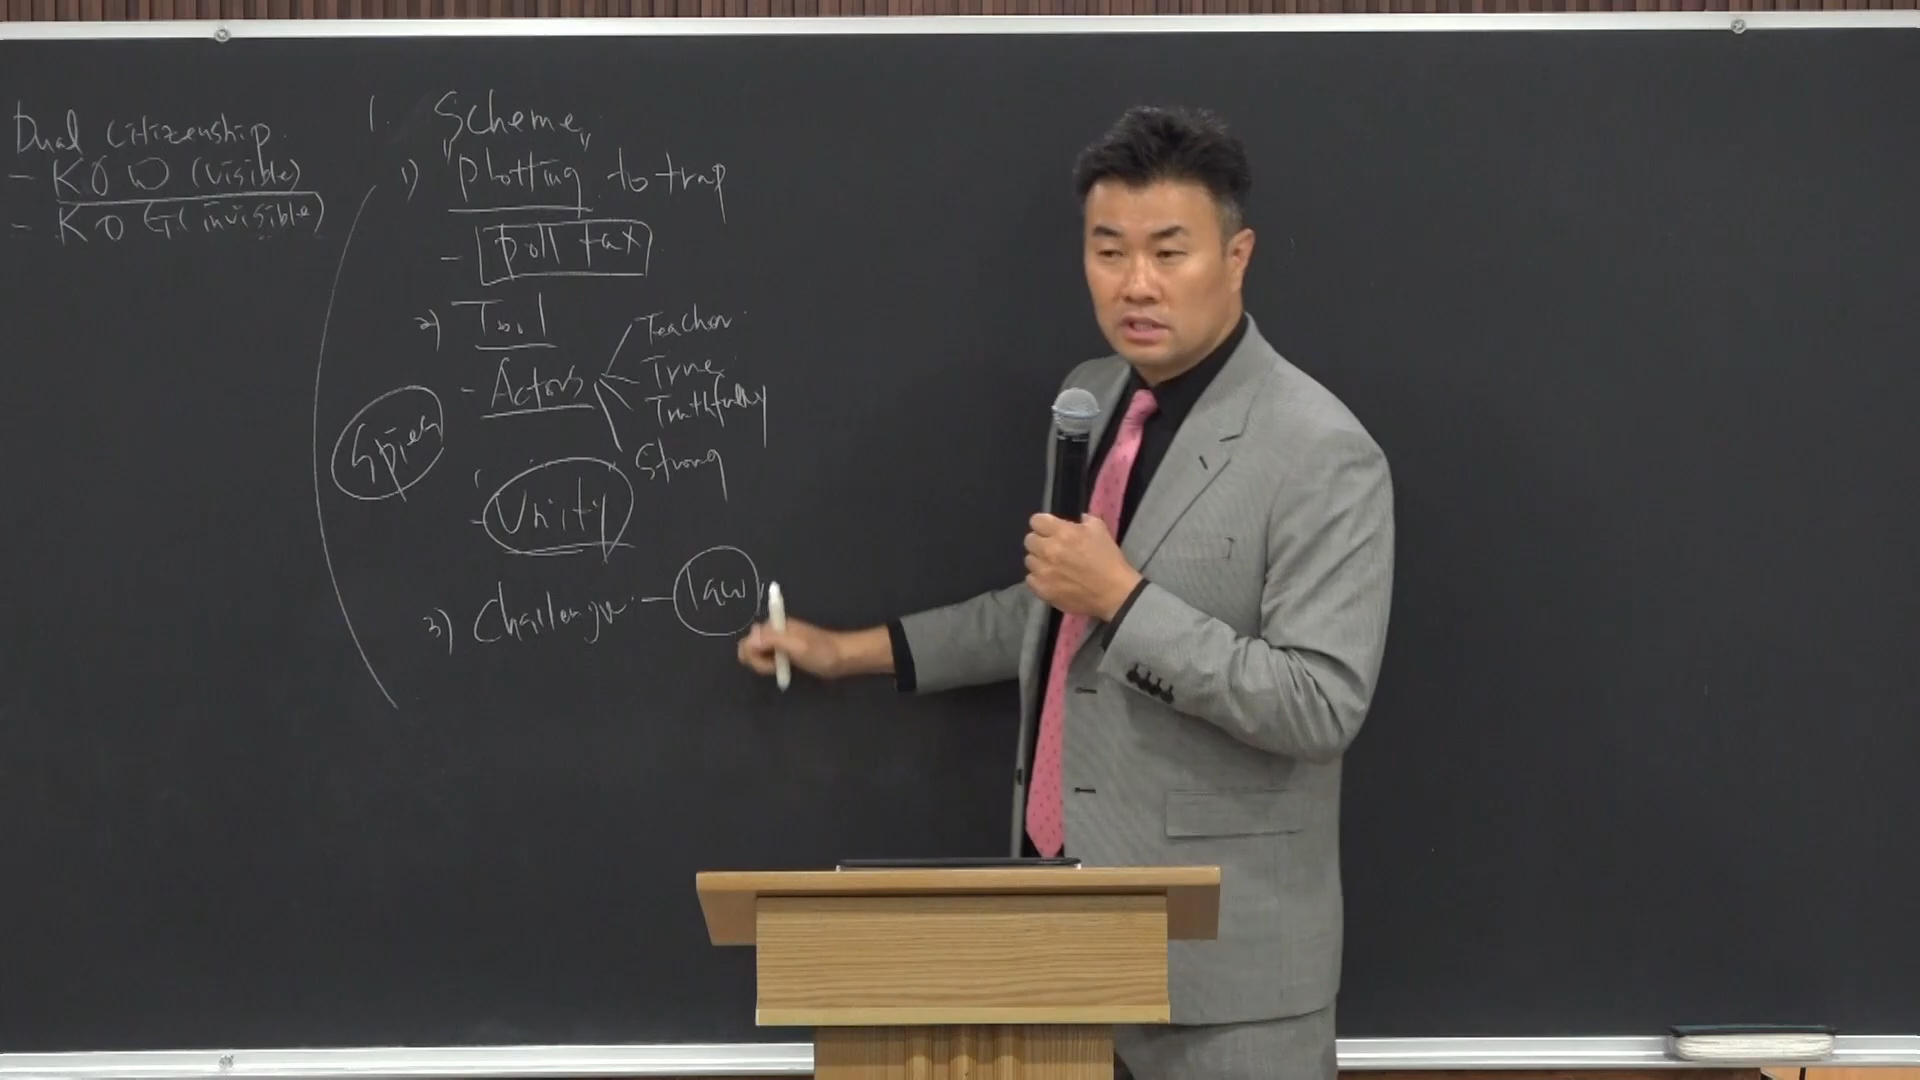 Dual Citizenship.
- KOW (visible)
- KOG (invisible)
1. Scheme
1) "Plotting" to trap
- Poll tax
2) Tool
- Actors
Teacher.
True
Truthfully
Strong
Spies
- Unity
3) Challenge - law